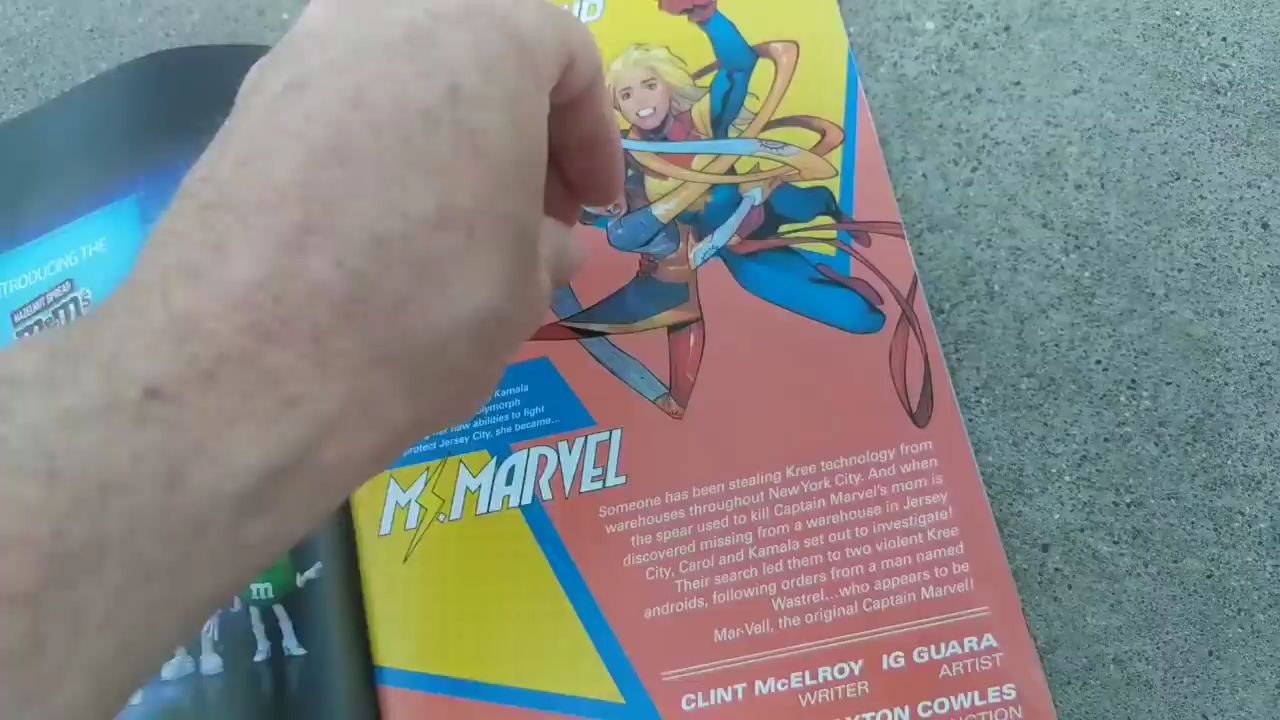 INTRODUCING THE
HAZELNUT SPREAD
m&m's
m
Kamala
her new abilities to fight
protect Jersey City, she became...
MS. MARVEL
Someone has been stealing Kree technology from
warehouses throughout New York City. And when
the spear used to kill Captain Marvel's mom is
discovered missing from a warehouse in Jersey
City, Carol and Kamala set out to investigate!
Their search led them to two violent Kree
androids, following orders from a man named
Wastrel...who appears to be
Mar-Vell, the original Captain Marvel!
CLINT McELROY IG GUARA
WRITER ARTIST
COWLES